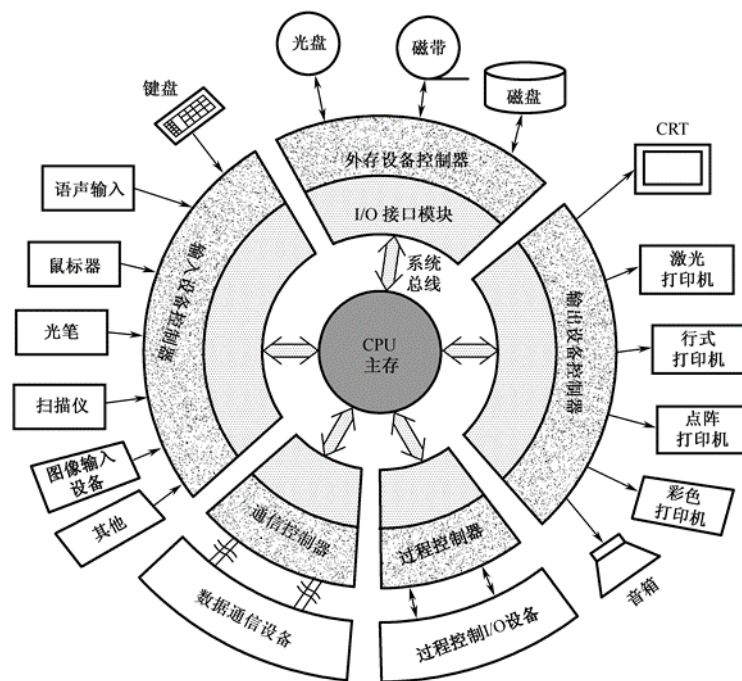 光盘
磁带
磁盘
键盘
CRT
外存设备控制器
I/O 接口模块
语声输入
鼠标器
光笔
扫描仪
图像输入
设备
其他
输入设备控制器
系统
总线
CPU
主存
输出设备控制器
激光
打印机
行式
打印机
点阵
打印机
彩色
打印机
音箱
通信控制器
过程控制器
数据通信设备
过程控制I/O设备